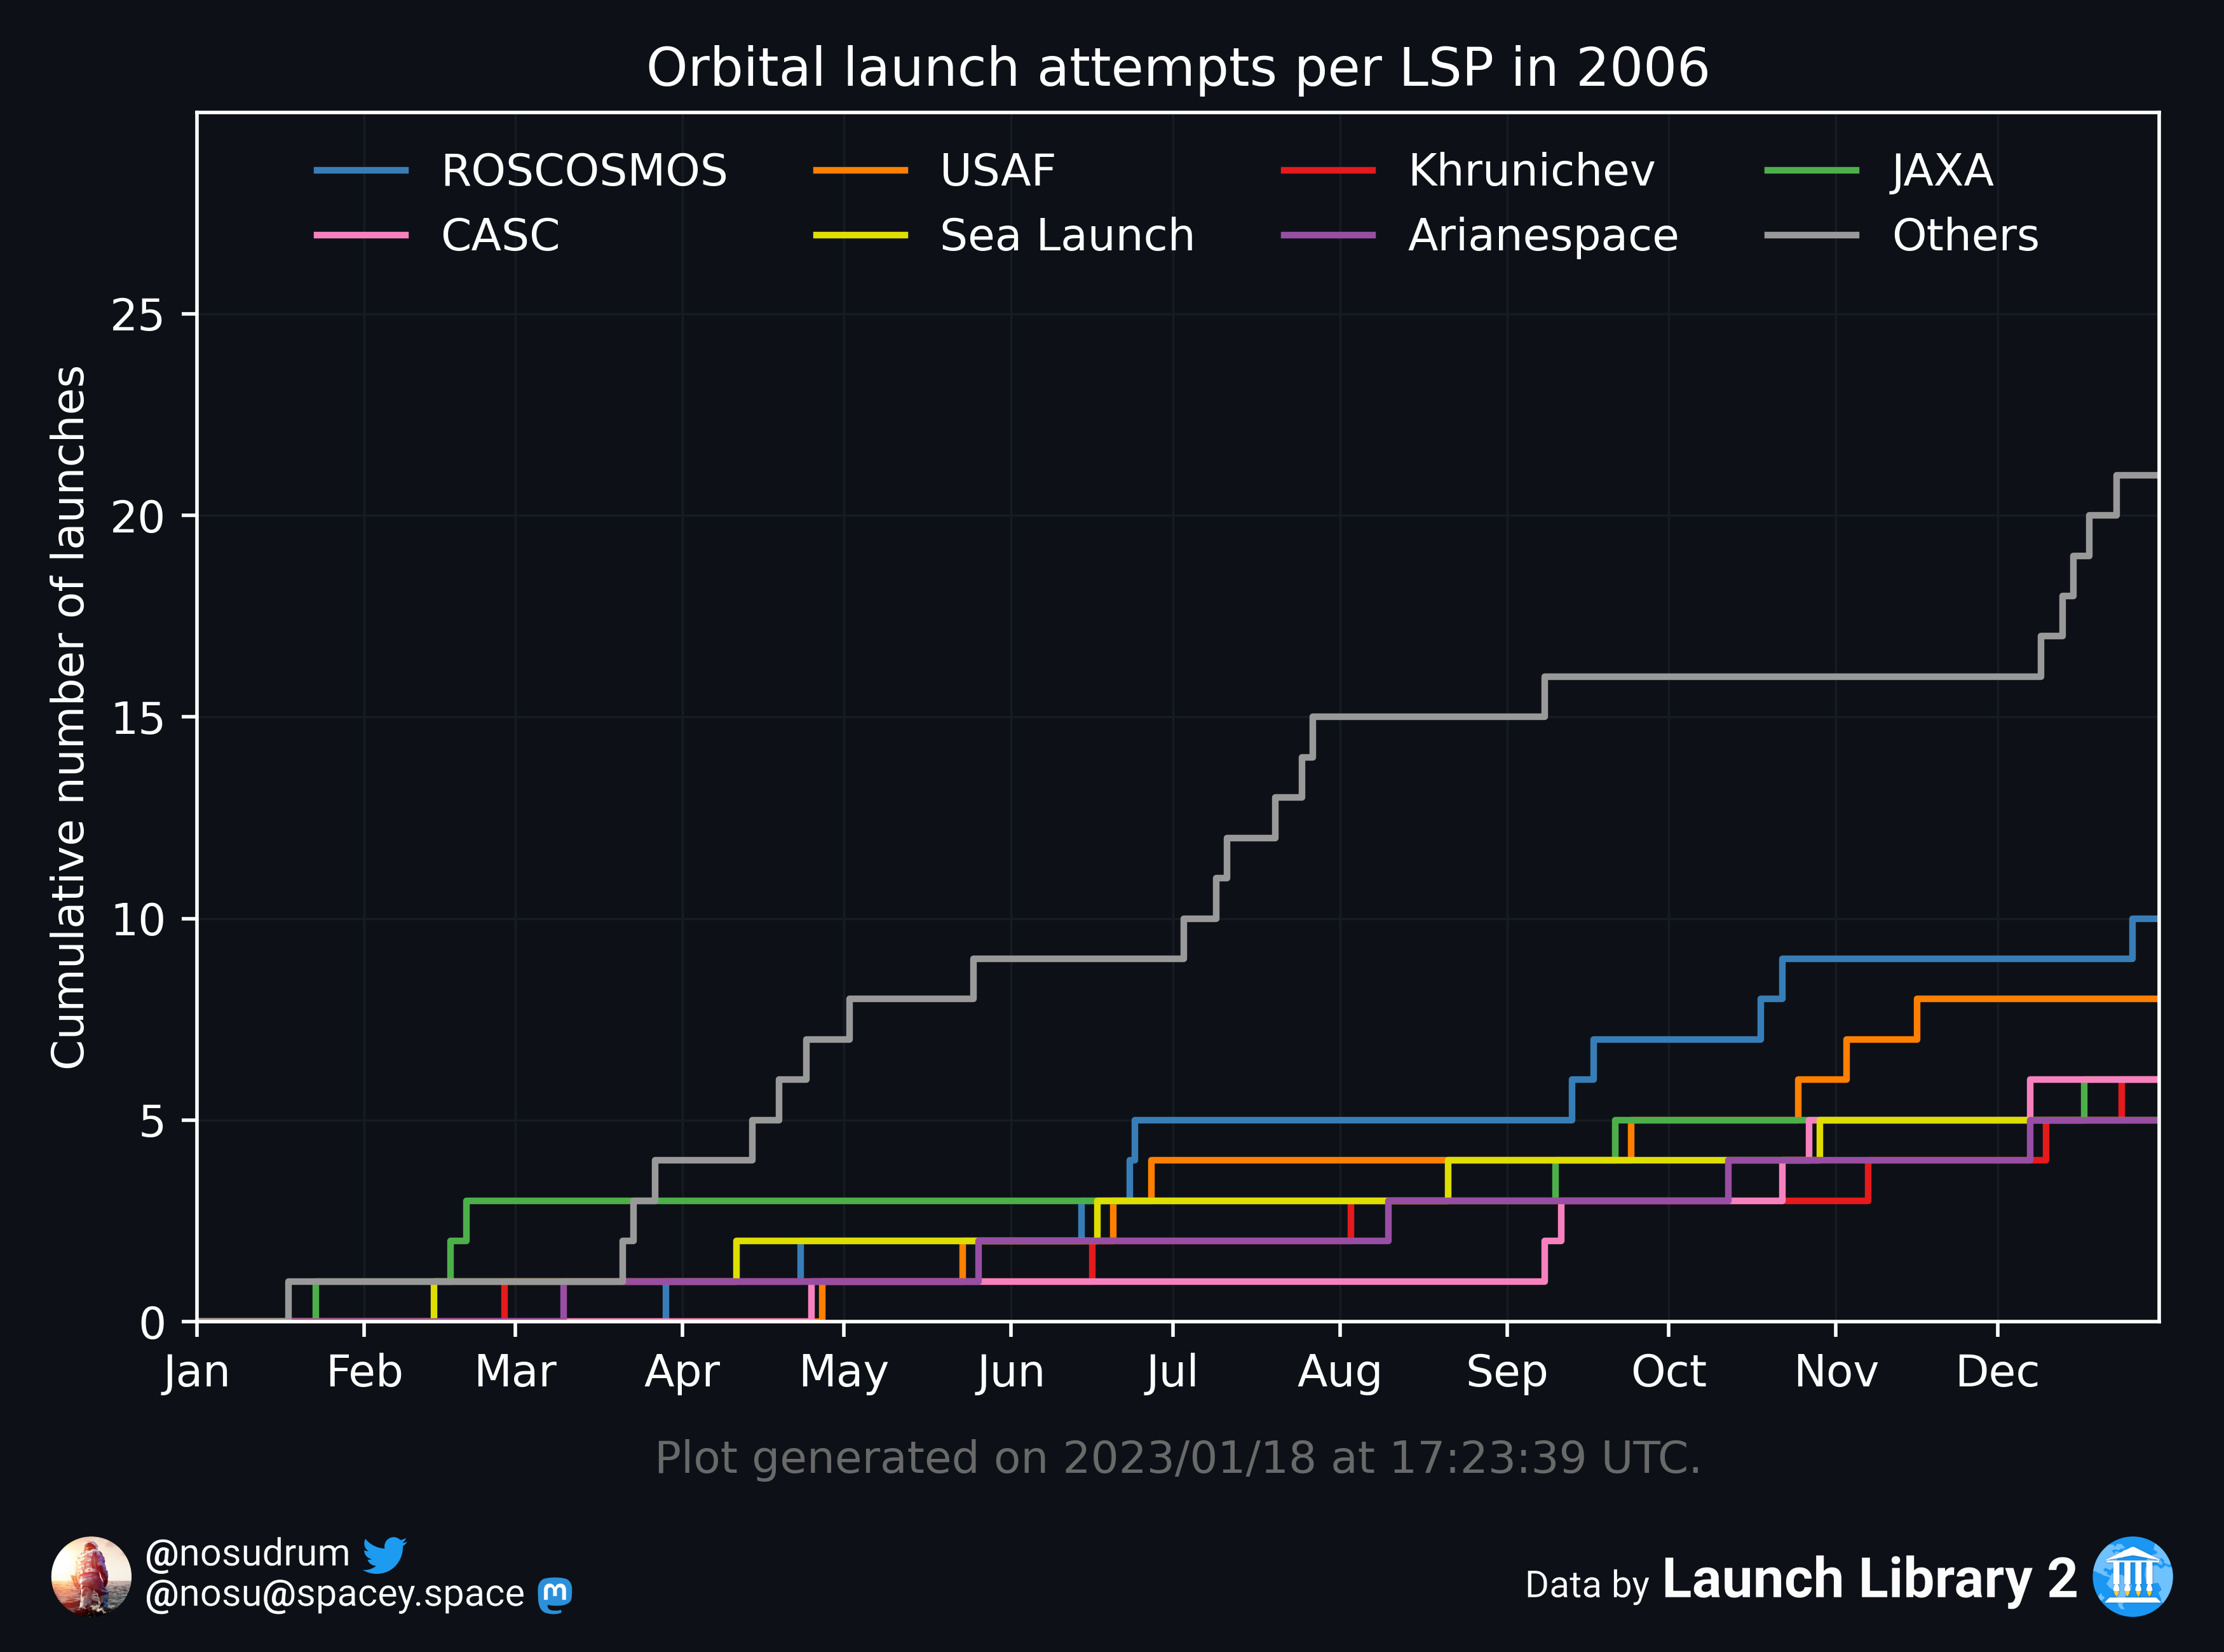 Orbital launch attempts per LSP in 2006
ROSCOSMOS USAF Khrunichev JAXA
CASC Sea Launch Arianespace Others
Cumulative number of launches
25
20
15
10
5
0
Jan Feb Mar Apr May Jun Jul Aug Sep Oct Nov Dec
Plot generated on 2023/01/18 at 17:23:39 UTC.
@nosudrum
@nosu@spacey.space
Data by Launch Library 2